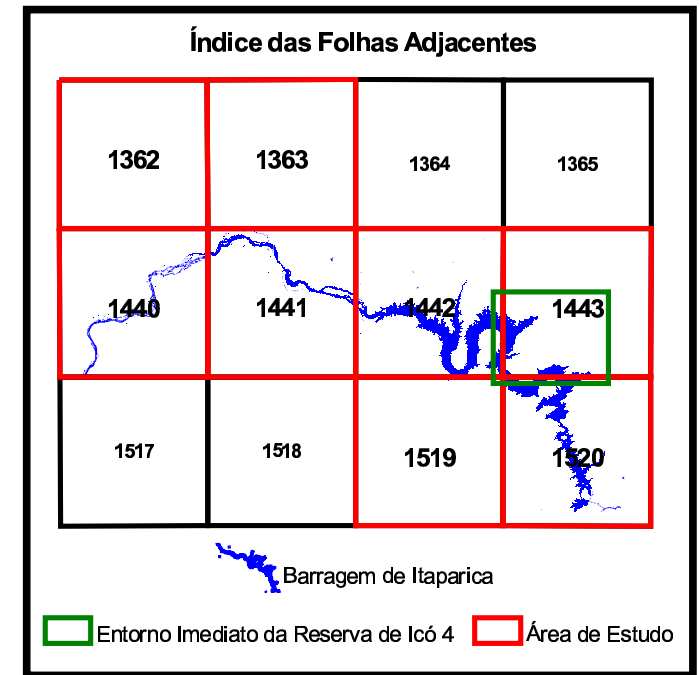 Índice das Folhas Adjacentes
1362 1363 1364 1365
1440 1441 1442 1443
1517 1518 1519 1520
Barragem de Itaparica
Entorno Imediato da Reserva de Icó 4 Área de Estudo